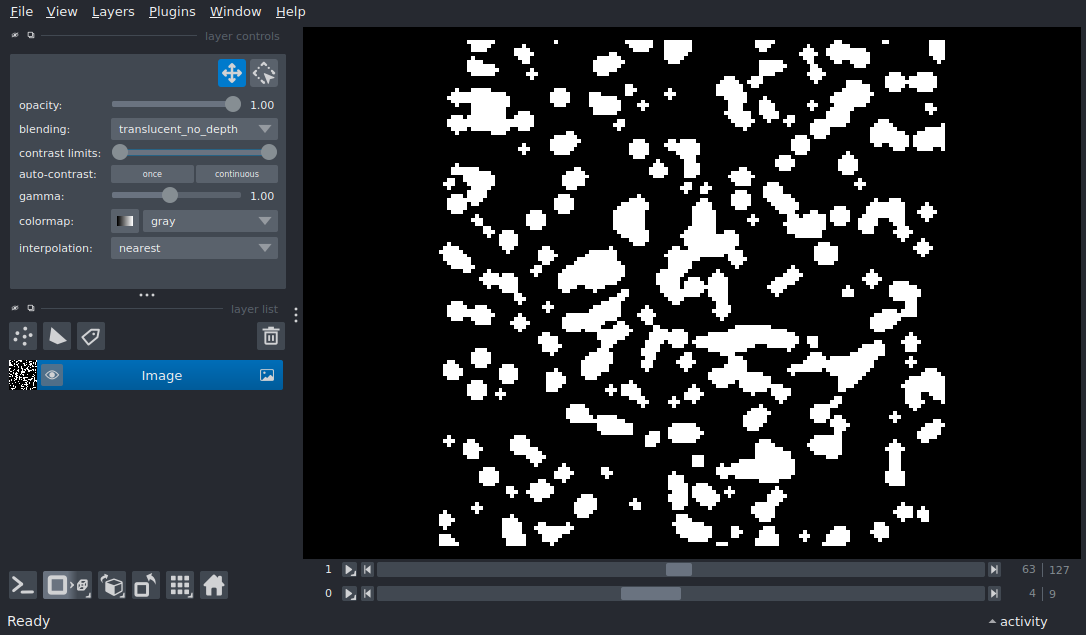 File View Layers Plugins Window Help
layer controls
opacity: 1.00
blending: translucent_no_depth
contrast limits:
auto-contrast: once continuous
gamma: 1.00
colormap: gray
interpolation: nearest
layer list
Image
1 63 127
0 4 9
Ready activity